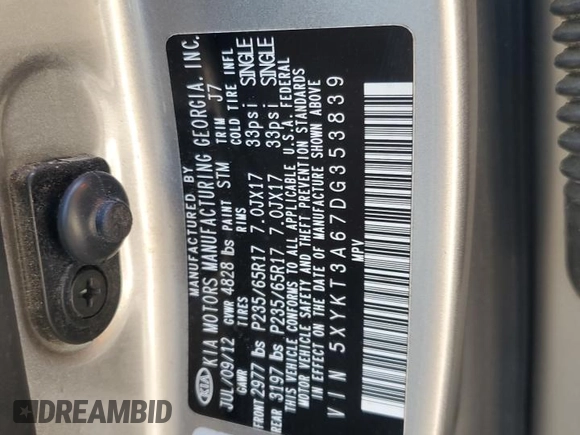 MANUFACTURED BY
KIA MOTORS MANUFACTURING GEORGIA, INC.
KIA
JUL/09/12 GVWR 4828 lbs PAINT STM TRIM J7
GAWR TIRES RIMS COLD TIRE INFL
FRONT 2977 lbs P235/65R17 7.0JX17 33psi SINGLE
REAR 3197 lbs P235/65R17 7.0JX17 33psi SINGLE
THIS VEHICLE CONFORMS TO ALL APPLICABLE U.S.A. FEDERAL
MOTOR VEHICLE SAFETY AND THEFT PREVENTION STANDARDS
IN EFFECT ON THE DATE OF MANUFACTURE SHOWN ABOVE
VIN 5XYKT3A67DG353839
MPV
DREAMBID